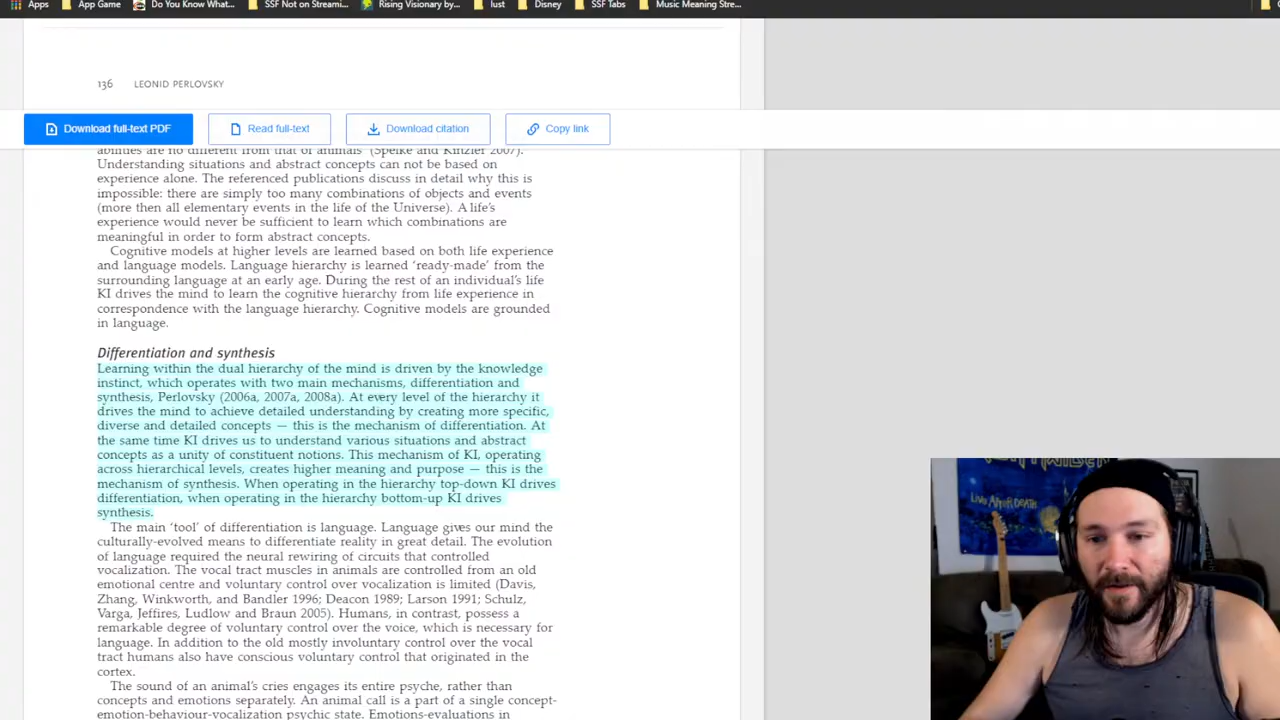 Apps App Game Do You Know What... SSF Not on Streami... Rising Visionary by... lust Disney SSF Tabs Music Meaning Stre...
136 LEONID PERLOVSKY
Download full-text PDF Read full-text Download citation Copy link
abilities are no different from that of animals' (Spelke and Kinzler 2007).
Understanding situations and abstract concepts can not be based on
experience alone. The referenced publications discuss in detail why this is
impossible: there are simply too many combinations of objects and events
(more then all elementary events in the life of the Universe). A life's
experience would never be sufficient to learn which combinations are
meaningful in order to form abstract concepts.
Cognitive models at higher levels are learned based on both life experience
and language models. Language hierarchy is learned 'ready-made' from the
surrounding language at an early age. During the rest of an individual's life
KI drives the mind to learn the cognitive hierarchy from life experience in
correspondence with the language hierarchy. Cognitive models are grounded
in language.
Differentiation and synthesis
Learning within the dual hierarchy of the mind is driven by the knowledge
instinct, which operates with two main mechanisms, differentiation and
synthesis, Perlovsky (2006a, 2007a, 2008a). At every level of the hierarchy it
drives the mind to achieve detailed understanding by creating more specific,
diverse and detailed concepts — this is the mechanism of differentiation. At
the same time KI drives us to understand various situations and abstract
concepts as a unity of constituent notions. This mechanism of KI, operating
across hierarchical levels, creates higher meaning and purpose — this is the
mechanism of synthesis. When operating in the hierarchy top-down KI drives
differentiation, when operating in the hierarchy bottom-up KI drives
synthesis.
The main 'tool' of differentiation is language. Language gives our mind the
culturally-evolved means to differentiate reality in great detail. The evolution
of language required the neural rewiring of circuits that controlled
vocalization. The vocal tract muscles in animals are controlled from an old
emotional centre and voluntary control over vocalization is limited (Davis,
Zhang, Winkworth, and Bandler 1996; Deacon 1989; Larson 1991; Schulz,
Varga, Jeffires, Ludlow and Braun 2005). Humans, in contrast, possess a
remarkable degree of voluntary control over the voice, which is necessary for
language. In addition to the old mostly involuntary control over the vocal
tract humans also have conscious voluntary control that originated in the
cortex.
The sound of an animal's cries engages its entire psyche, rather than
concepts and emotions separately. An animal call is a part of a single concept-
emotion-behaviour-vocalization psychic state. Emotions-evaluations in
LIVE AFTER DEATH